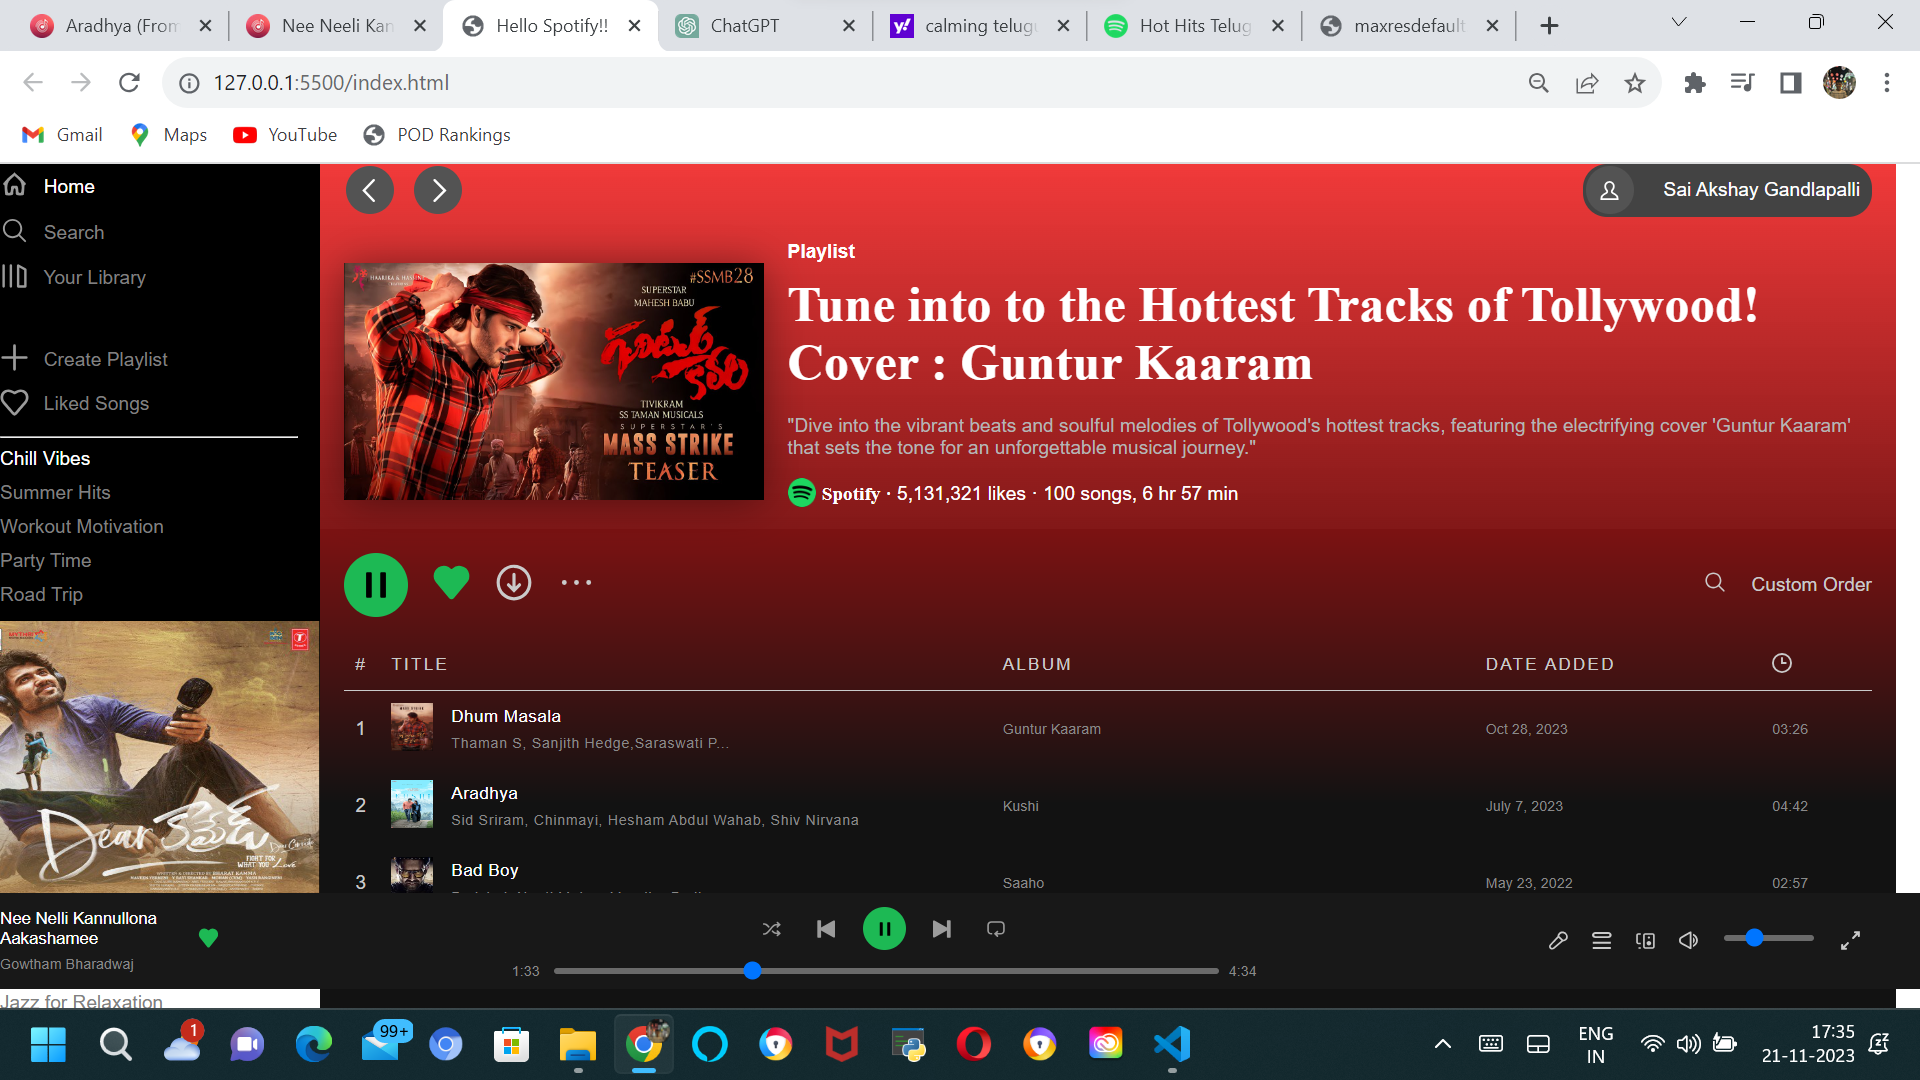 Aradhya (From
Nee Neeli Kan
Hello Spotify!!
ChatGPT
calming telugu
Hot Hits Telug
maxresdefault
127.0.0.1:5500/index.html
Gmail
Maps
YouTube
POD Rankings
Home
Search
Your Library
Create Playlist
Liked Songs
Chill Vibes
Summer Hits
Workout Motivation
Party Time
Road Trip
Sai Akshay Gandlapalli
#SSMB28
SUPERSTAR
MAHESH BABU
గుంటూర్
కారం
TIVIKRAM
SS TAMAN MUSICALS
SUPERSTAR'S
MASS STRIKE
TEASER
Playlist
Tune into to the Hottest Tracks of Tollywood!
Cover : Guntur Kaaram
"Dive into the vibrant beats and soulful melodies of Tollywood's hottest tracks, featuring the electrifying cover 'Guntur Kaaram'
that sets the tone for an unforgettable musical journey."
Spotify · 5,131,321 likes · 100 songs, 6 hr 57 min
Custom Order
# TITLE ALBUM DATE ADDED
1 Dhum Masala Guntur Kaaram Oct 28, 2023 03:26
Thaman S, Sanjith Hedge,Saraswati P...
2 Aradhya Kushi July 7, 2023 04:42
Sid Sriram, Chinmayi, Hesham Abdul Wahab, Shiv Nirvana
3 Bad Boy Saaho May 23, 2022 02:57
MYTHRI
Dear కామ్రేడ్
FIGHT FOR
WHAT YOU LOVE
Nee Nelli Kannullona
Aakashamee
Gowtham Bharadwaj
1:33
4:34
Jazz for Relaxation
1
99+
ENG
IN
17:35
21-11-2023